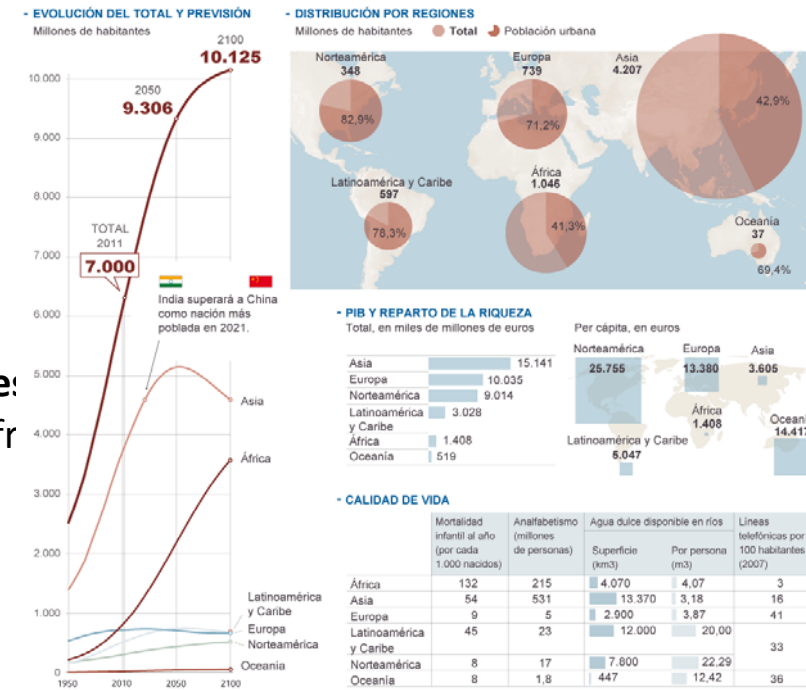 - EVOLUCIÓN DEL TOTAL Y PREVISIÓN
Millones de habitantes
2100
10.125
2050
9.306
10.000
9.000
8.000
TOTAL
2011
7.000
7.000
India superará a China
como nación más
poblada en 2021.
6.000
5.000
Asia
4.000
África
3.000
2.000
Latinoamérica
y Caribe
1.000
Europa
Norteamérica
Oceanía
0
1950 2010 2050 2100
- DISTRIBUCIÓN POR REGIONES
Millones de habitantes Total Población urbana
Norteamérica
348
82,9%
Europa
739
71,2%
Asia
4.207
42,9%
Latinoamérica y Caribe
597
78,3%
África
1.046
41,3%
Oceanía
37
69,4%
- PIB Y REPARTO DE LA RIQUEZA
Total, en miles de millones de euros
Asia 15.141
Europa 10.035
Norteamérica 9.014
Latinoamérica 3.028
y Caribe
África 1.408
Oceanía 519
Per cápita, en euros
Norteamérica
25.755
Europa
13.380
Asia
3.605
África
1.408
Oceaní
14.417
Latinoamérica y Caribe
5.047
- CALIDAD DE VIDA
Mortalidad
infantil al año
(por cada
1.000 nacidos)
Analfabetismo
(millones
de personas)
Agua dulce disponible en ríos
Superficie
(km3)
Por persona
(m3)
Líneas
telefónicas por
100 habitantes
(2007)
África 132 215 4.070 4,07 3
Asia 54 531 13.370 3,18 16
Europa 9 5 2.900 3,87 41
Latinoamérica 45 23 12.000 20,00
y Caribe
33
Norteamérica 8 17 7.800 22,29
Oceanía 8 1,8 447 12,42 36